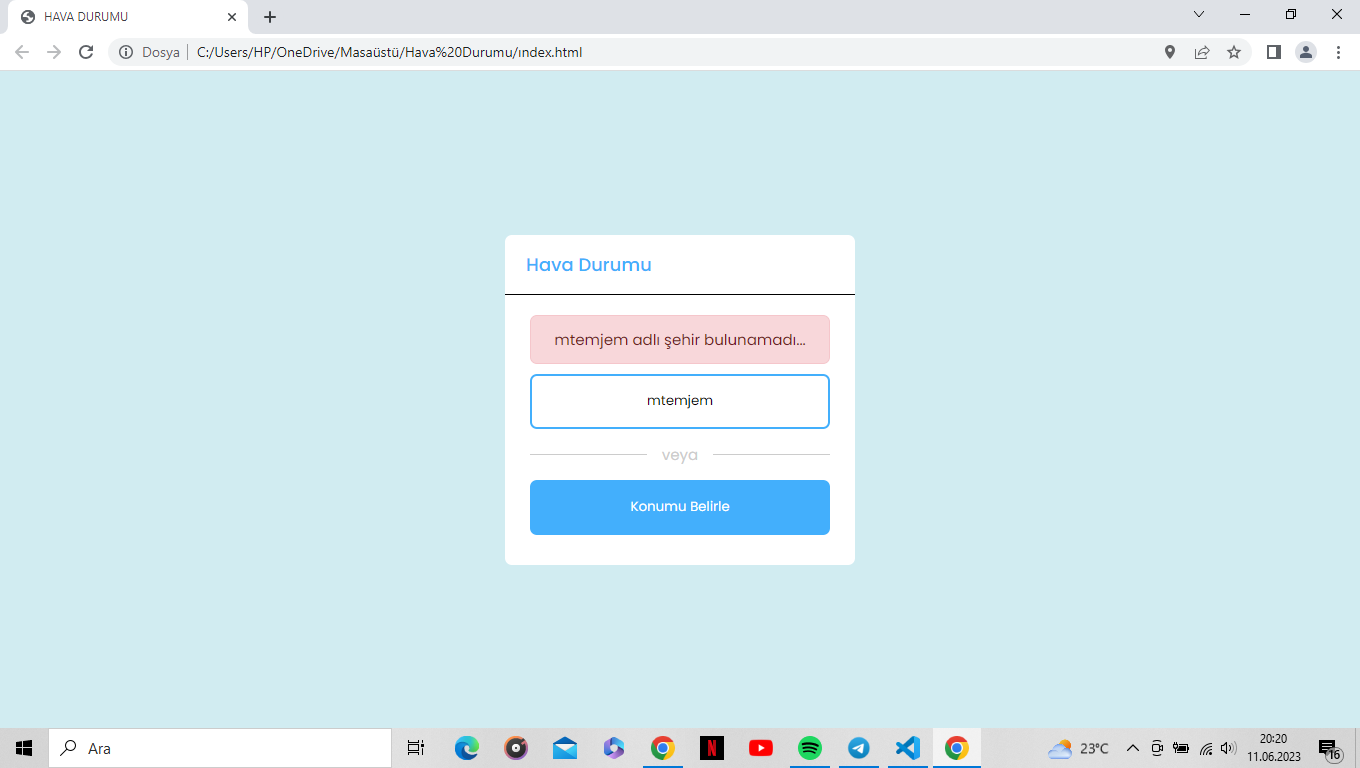 HAVA DURUMU
Dosya C:/Users/HP/OneDrive/Masaüstü/Hava%20Durumu/ındex.html
Hava Durumu
mtemjem adlı şehir bulunamadı...
mtemjem
veya
Konumu Belirle
Ara
N
23°C
20:20
11.06.2023
16